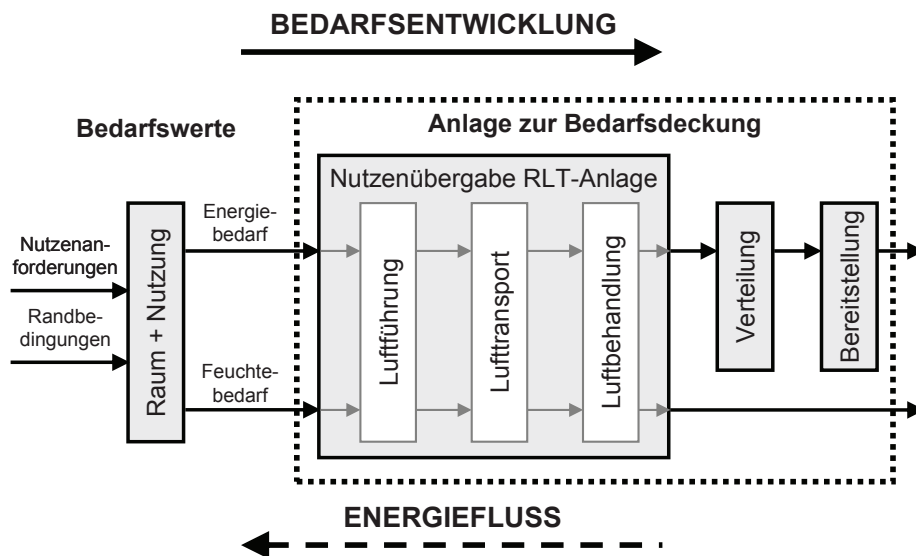 BEDARFSENTWICKLUNG
Bedarfswerte
Anlage zur Bedarfsdeckung
Nutzenübergabe RLT-Anlage
Nutzenan-
forderungen
Randbe-
dingungen
Raum + Nutzung
Energie-
bedarf
Feuchte-
bedarf
Luftführung
Lufttransport
Luftbehandlung
Verteilung
Bereitstellung
ENERGIEFLUSS